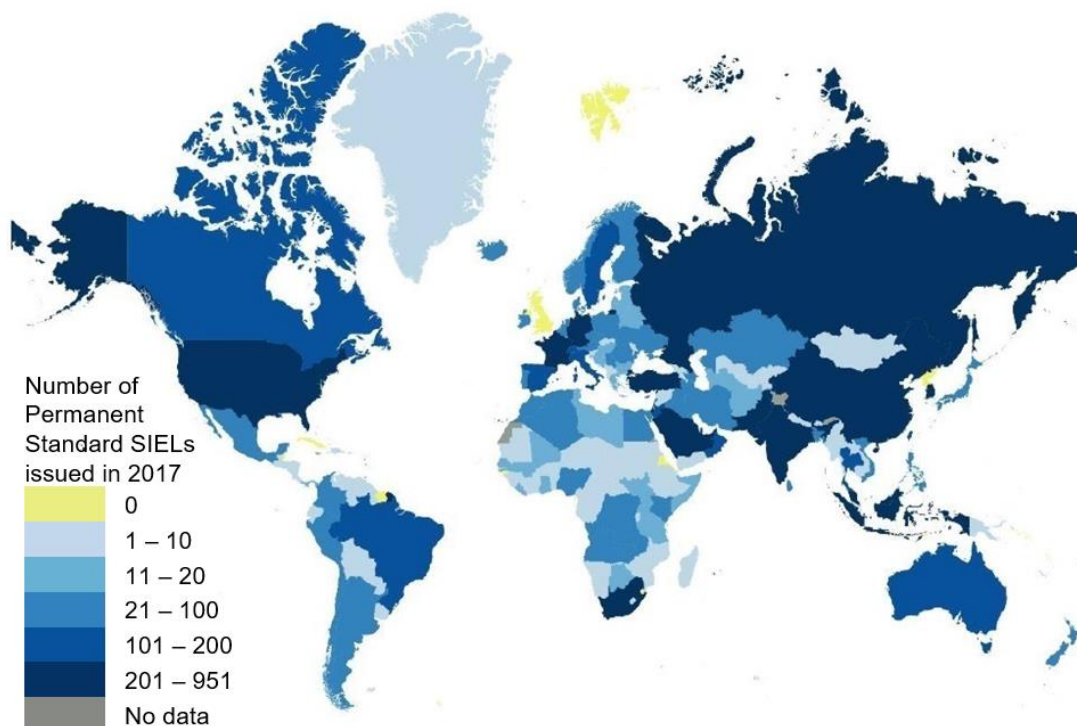 Number of
Permanent
Standard SIELs
issued in 2017
0
1 – 10
11 – 20
21 – 100
101 – 200
201 – 951
No data